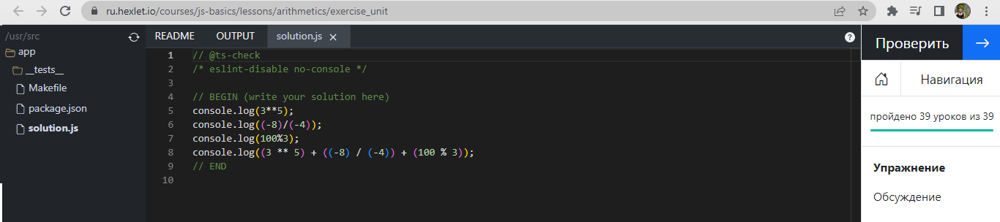 ru.hexlet.io/courses/js-basics/lessons/arithmetics/exercise_unit
/usr/src
app
__tests__
Makefile
package.json
solution.js
README OUTPUT solution.js
?
1 // @ts-check
2 /* eslint-disable no-console */
3
4 // BEGIN (write your solution here)
5 console.log(3**5);
6 console.log((-8)/(-4));
7 console.log(100%3);
8 console.log((3 ** 5) + ((-8) / (-4)) + (100 % 3));
9 // END
10
Проверить
Навигация
пройдено 39 уроков из 39
Упражнение
Обсуждение